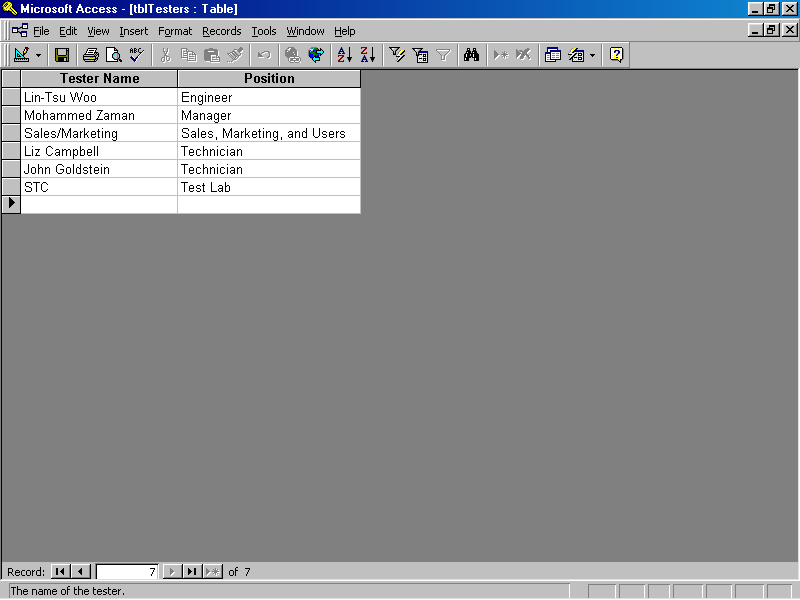 Microsoft Access - [tblTesters : Table]
File Edit View Insert Format Records Tools Window Help
Tester Name Position
Lin-Tsu Woo Engineer
Mohammed Zaman Manager
Sales/Marketing Sales, Marketing, and Users
Liz Campbell Technician
John Goldstein Technician
STC Test Lab
Record: 7 of 7
The name of the tester.